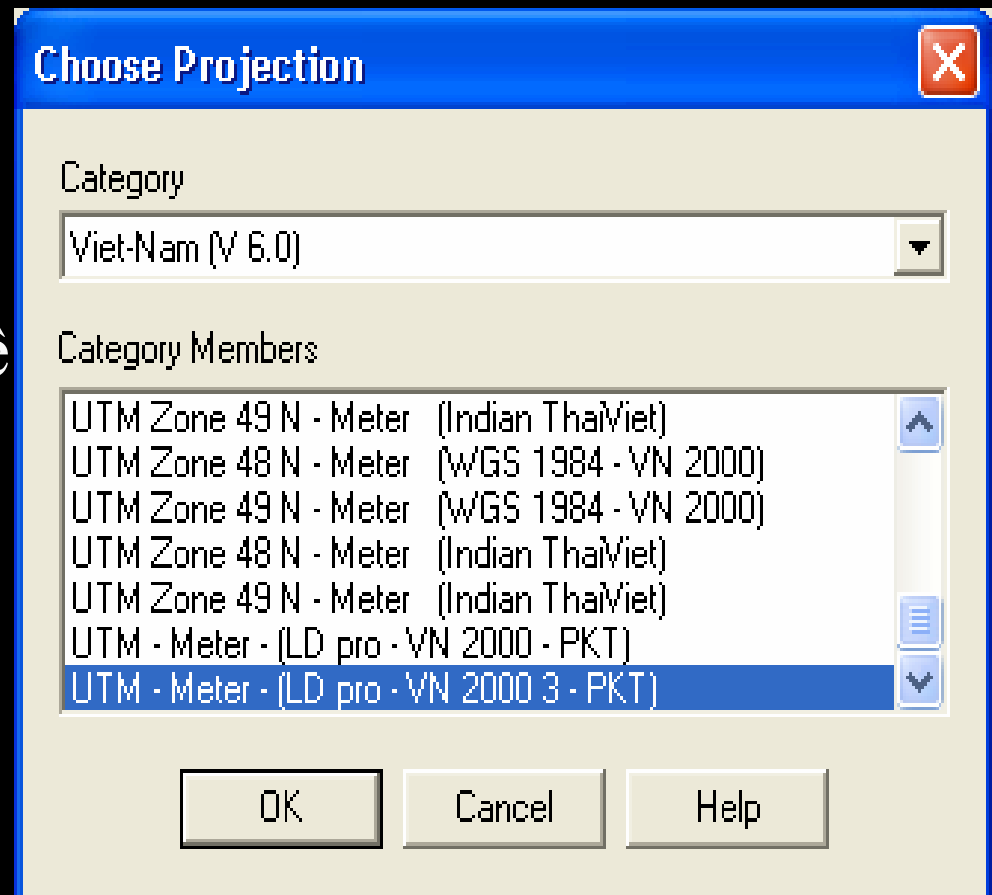 Choose Projection
Category
Viet-Nam (V 6.0)
ê
Category Members
UTM Zone 49 N - Meter (Indian ThaiViet)
UTM Zone 48 N - Meter (WGS 1984 - VN 2000)
UTM Zone 49 N - Meter (WGS 1984 - VN 2000)
UTM Zone 48 N - Meter (Indian ThaiViet)
UTM Zone 49 N - Meter (Indian ThaiViet)
UTM - Meter - (LD pro - VN 2000 - PKT)
UTM - Meter - (LD pro - VN 2000 3 - PKT)
OK Cancel Help